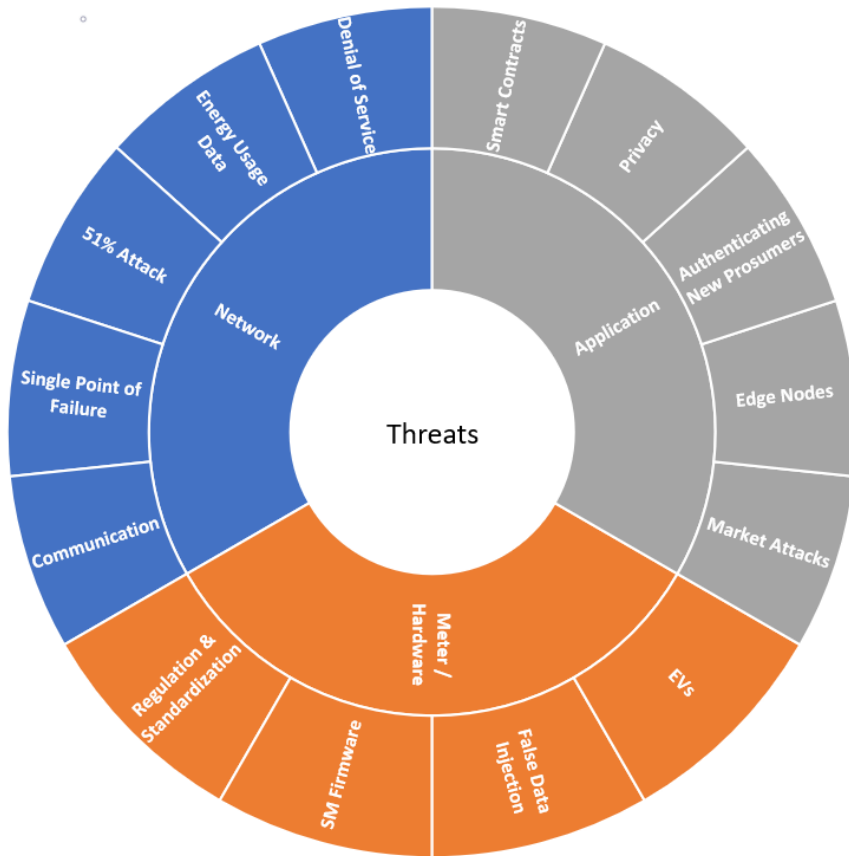 Threats
Application
Smart Contracts
Privacy
Authenticating
New Prosumers
Edge Nodes
Market Attacks
Meter /
Hardware
EVs
False Data
Injection
SM Firmware
Regulation &
Standardization
Network
Communication
Single Point of
Failure
51% Attack
Energy Usage
Data
Denial of Service